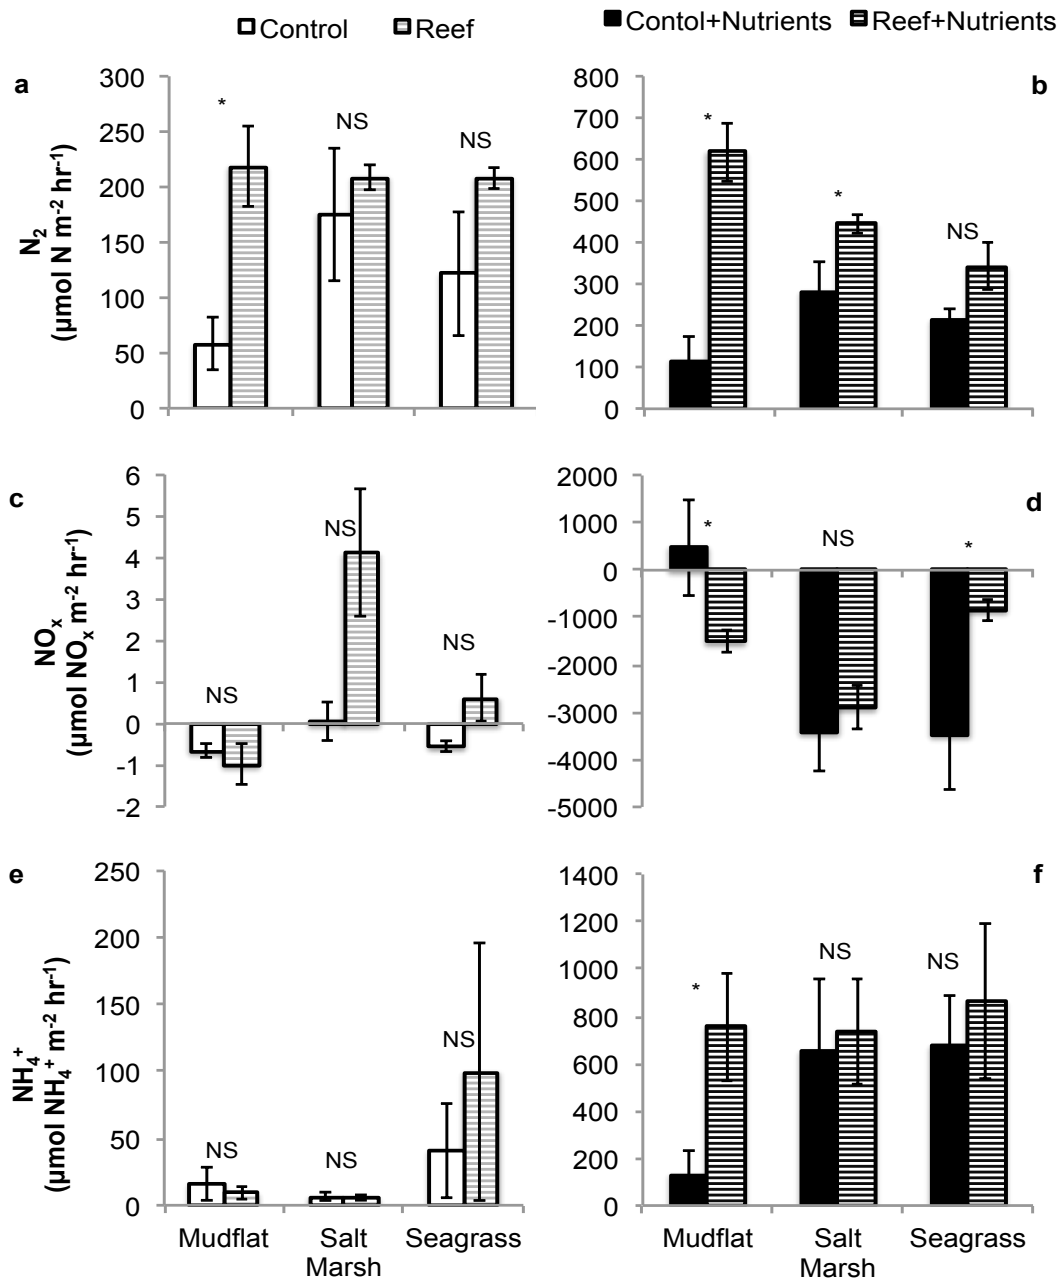 Control Reef
Contol+Nutrients Reef+Nutrients
a
N2
(µmol N m-2 hr-1)
300
250
200
150
100
50
0
*
NS
NS
b
800
700
600
500
400
300
200
100
0
*
*
NS
c
NOx
(µmol NOx m-2 hr-1)
6
5
4
3
2
1
0
-1
-2
NS
NS
NS
d
2000
1000
0
-1000
-2000
-3000
-4000
-5000
*
NS
*
e
NH4+
(µmol NH4+ m-2 hr-1)
250
200
150
100
50
0
NS
NS
NS
Mudflat
Salt
Marsh
Seagrass
f
1400
1200
1000
800
600
400
200
0
*
NS
NS
Mudflat
Salt
Marsh
Seagrass